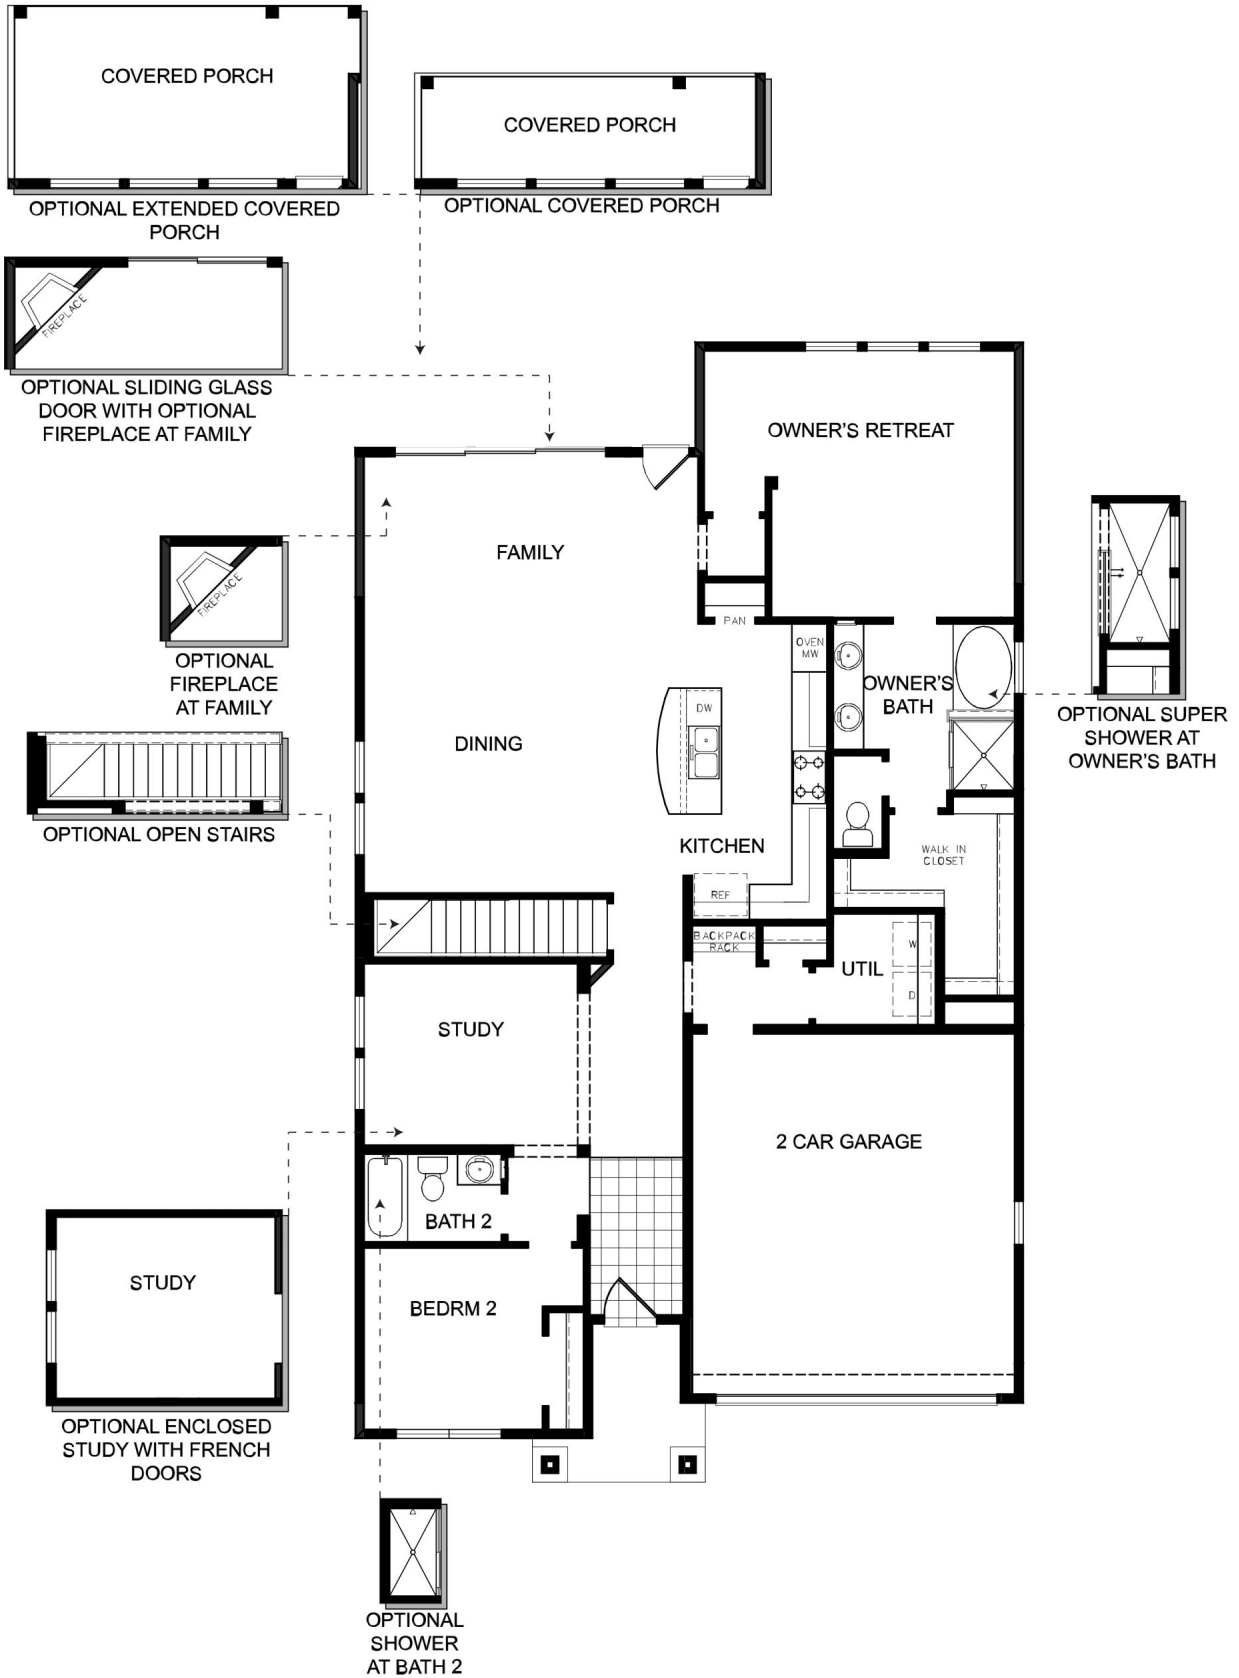 COVERED PORCH
OPTIONAL EXTENDED COVERED
PORCH
COVERED PORCH
OPTIONAL COVERED PORCH
FIREPLACE
OPTIONAL SLIDING GLASS
DOOR WITH OPTIONAL
FIREPLACE AT FAMILY
OWNER'S RETREAT
FAMILY
FIREPLACE
OPTIONAL
FIREPLACE
AT FAMILY
PAN
OVEN
MW
OWNER'S
BATH
DW
DINING
OPTIONAL SUPER
SHOWER AT
OWNER'S BATH
OPTIONAL OPEN STAIRS
KITCHEN
WALK IN
CLOSET
REF
BACKPACK
RACK
W
UTIL
D
STUDY
2 CAR GARAGE
BATH 2
STUDY
BEDRM 2
OPTIONAL ENCLOSED
STUDY WITH FRENCH
DOORS
OPTIONAL
SHOWER
AT BATH 2